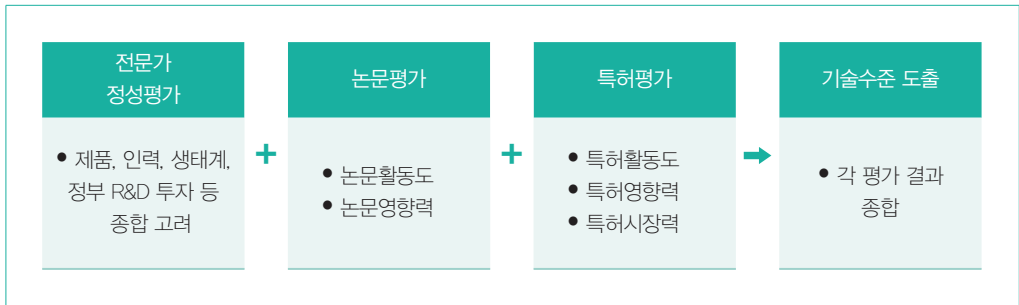 전문가
정성평가
• 제품, 인력, 생태계,
정부 R&D 투자 등
종합 고려
+
논문평가
• 논문활동도
• 논문영향력
+
특허평가
• 특허활동도
• 특허영향력
• 특허시장력
기술수준 도출
• 각 평가 결과
종합